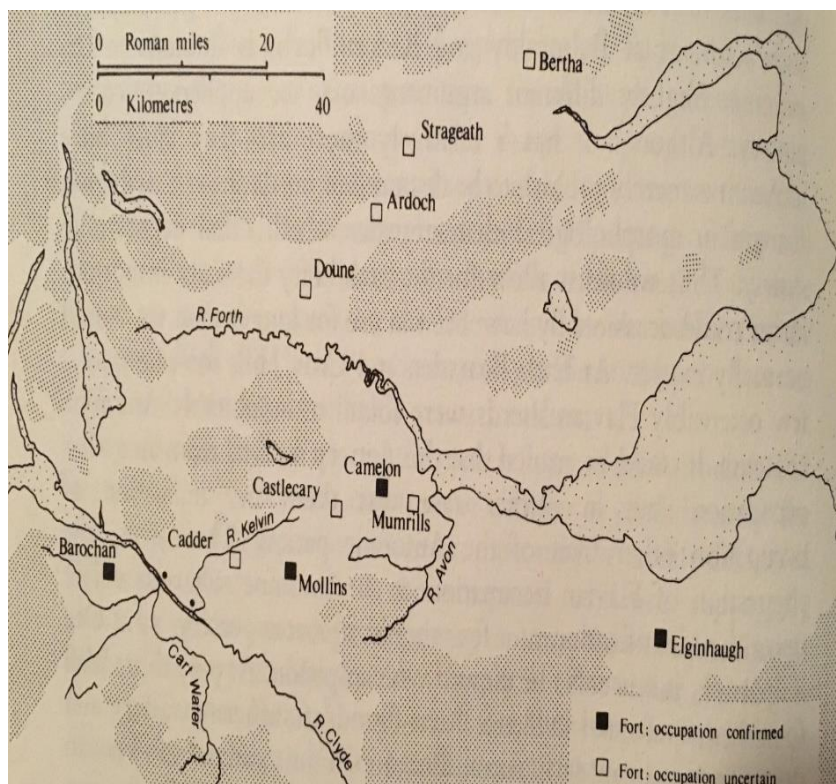 0 Roman miles 20
0 Kilometres 40
Bertha
Strageath
Ardoch
Doune
R.Forth
Camelon
Castlecary
Mumrills
R.Kelvin
Cadder
Barochan
Mollins
R.Avon
Elginhaugh
Cart Water
R.Clyde
Fort: occupation confirmed
Fort: occupation uncertain